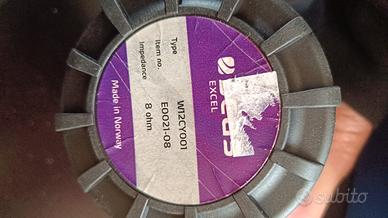 EXCEL
Type W12CY001
Item no. E0021-08
Impedance 8 ohm
Made in Norway
subito